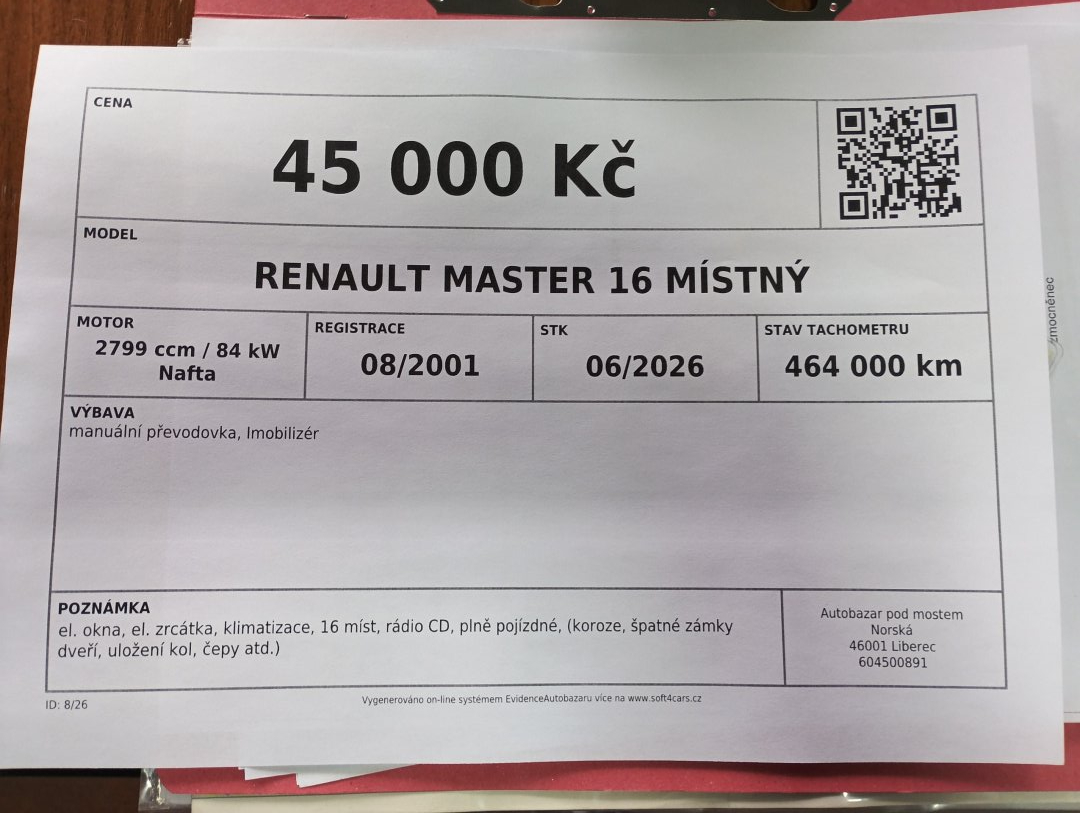 CENA
45 000 Kč
MODEL
RENAULT MASTER 16 MÍSTNÝ
MOTOR
2799 ccm / 84 kW
Nafta
REGISTRACE
08/2001
STK
06/2026
STAV TACHOMETRU
464 000 km
VÝBAVA
manuální převodovka, Imobilizér
POZNÁMKA
el. okna, el. zrcátka, klimatizace, 16 míst, rádio CD, plně pojízdné, (koroze, špatné zámky
dveří, uložení kol, čepy atd.)
Autobazar pod mostem
Norská
46001 Liberec
604500891
ID: 8/26
Vygenerováno on-line systémem EvidenceAutobazaru více na www.soft4cars.cz
zmocněnec